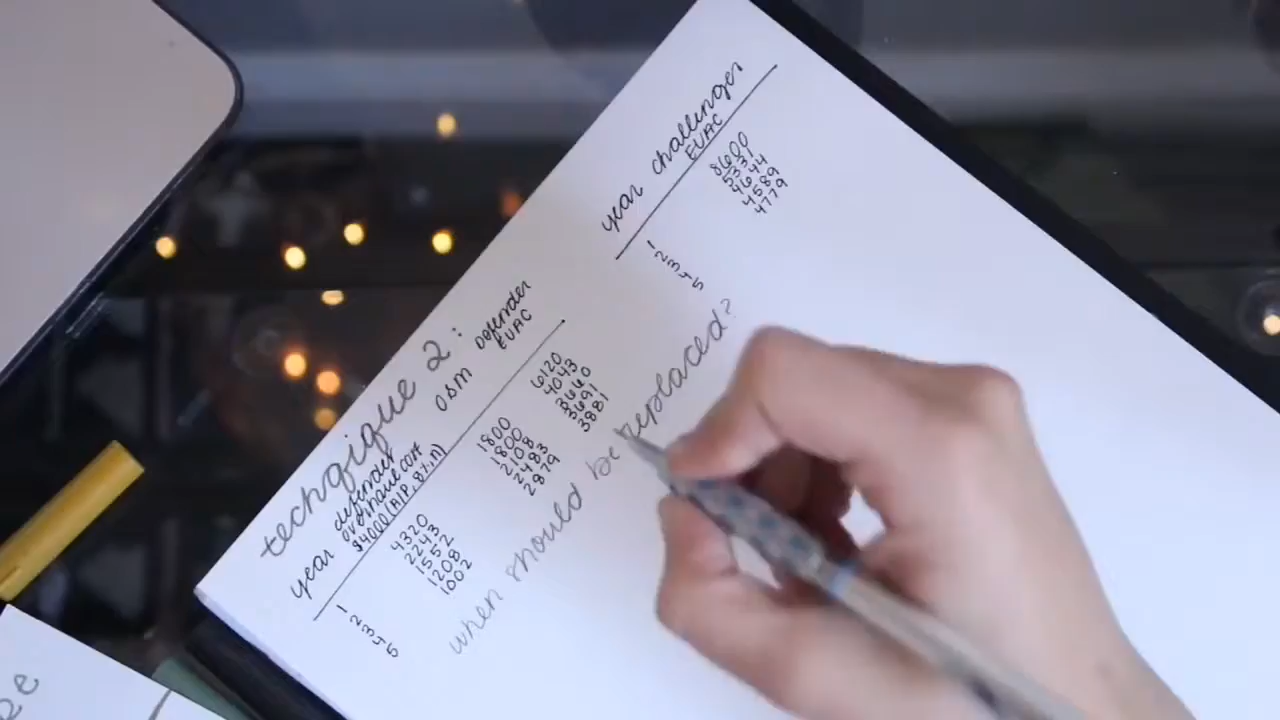 techqique 2:
year defender overhaul cost $4000(A/P, 8%, n) O&M Defender EUAC
1 4320 1800 6120
2 2243 1800 4043
3 1552 2108 3660
4 1208 2483 3691
5 1002 2879 3881
year challenger EUAC
1 8600
2 5331
3 4644
4 4589
5 4779
when should be replaced?